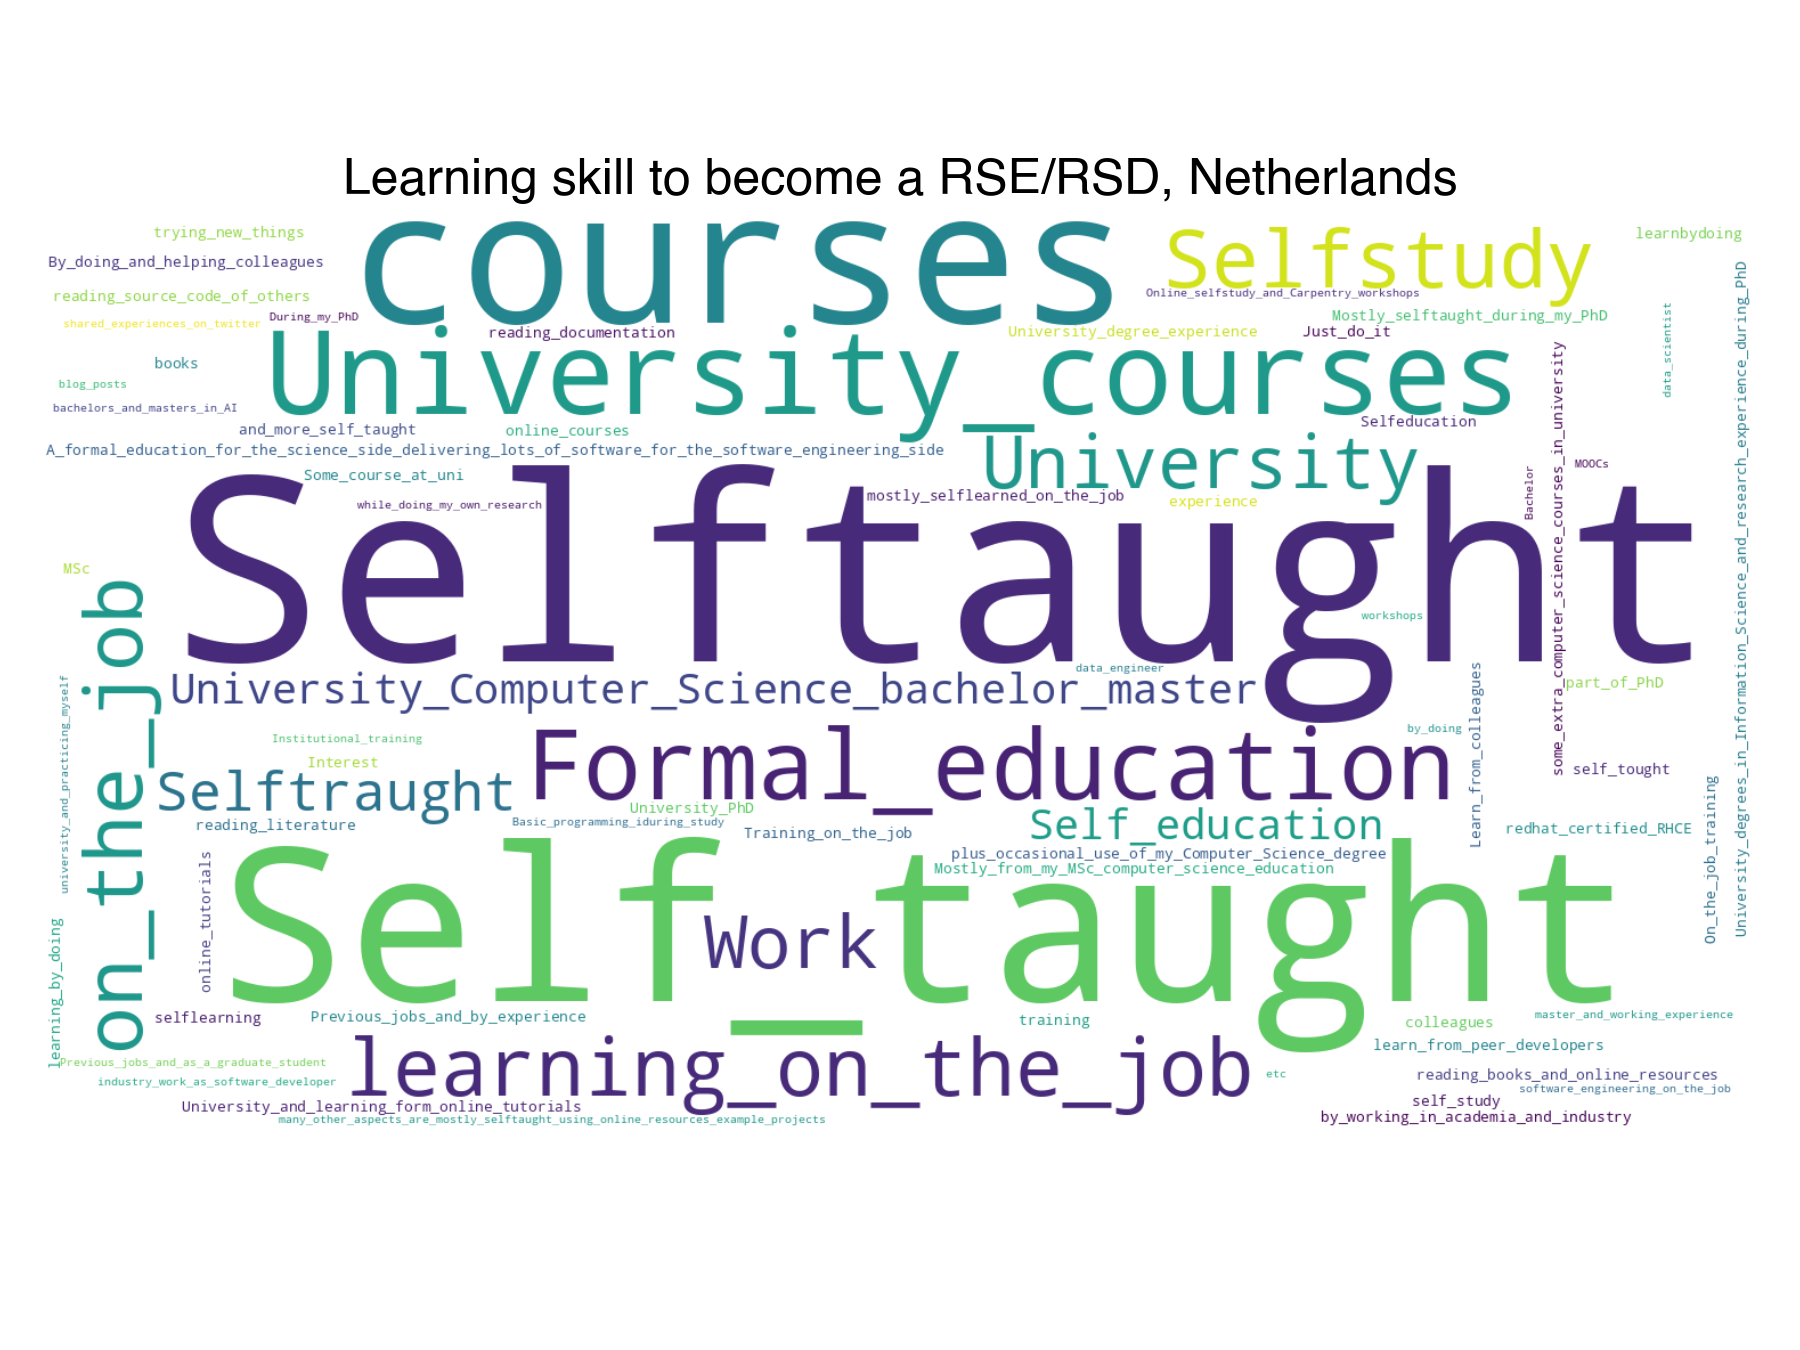 Learning skill to become a RSE/RSD, Netherlands
courses
trying_new_things
Selfstudy
learnbydoing
By_doing_and_helping_colleagues
reading_source_code_of_others
Online_selfstudy_and_Carpentry_workshops
shared_experiences_on_twitter
During_my_PhD
Mostly_selftaught_during_my_PhD
reading_documentation
University_degree_experience
Just_do_it
data_scientist
University_degrees_in_Information_Science_and_research_experience_during_PhD
books
University_courses
blog_posts
bachelors_and_masters_in_AI
and_more_self_taught
online_courses
Selfeducation
some_extra_computer_science_courses_in_university
A_formal_education_for_the_science_side_delivering_lots_of_software_for_the_software_engineering_side
University
MOOCs
Some_course_at_uni
Bachelor
mostly_selflearned_on_the_job
while_doing_my_own_research
experience
Selftaught
MSc
on_the_job
workshops
data_engineer
University_Computer_Science_bachelor_master
part_of_PhD
university_and_practicing_myself
Learn_from_colleagues
by_doing
Institutional_training
Formal_education
Interest
self_tought
Selftraught
University_PhD
Self_education
reading_literature
Basic_programming_iduring_study
Training_on_the_job
redhat_certified_RHCE
On_the_job_training
plus_occasional_use_of_my_Computer_Science_degree
Mostly_from_my_MSc_computer_science_education
online_tutorials
Self_taught
Work
learning_by_doing
selflearning
Previous_jobs_and_by_experience
training
colleagues
master_and_working_experience
learn_from_peer_developers
Previous_jobs_and_as_a_graduate_student
learning_on_the_job
industry_work_as_software_developer
etc
reading_books_and_online_resources
software_engineering_on_the_job
University_and_learning_form_online_tutorials
self_study
many_other_aspects_are_mostly_selftaught_using_online_resources_example_projects
by_working_in_academia_and_industry